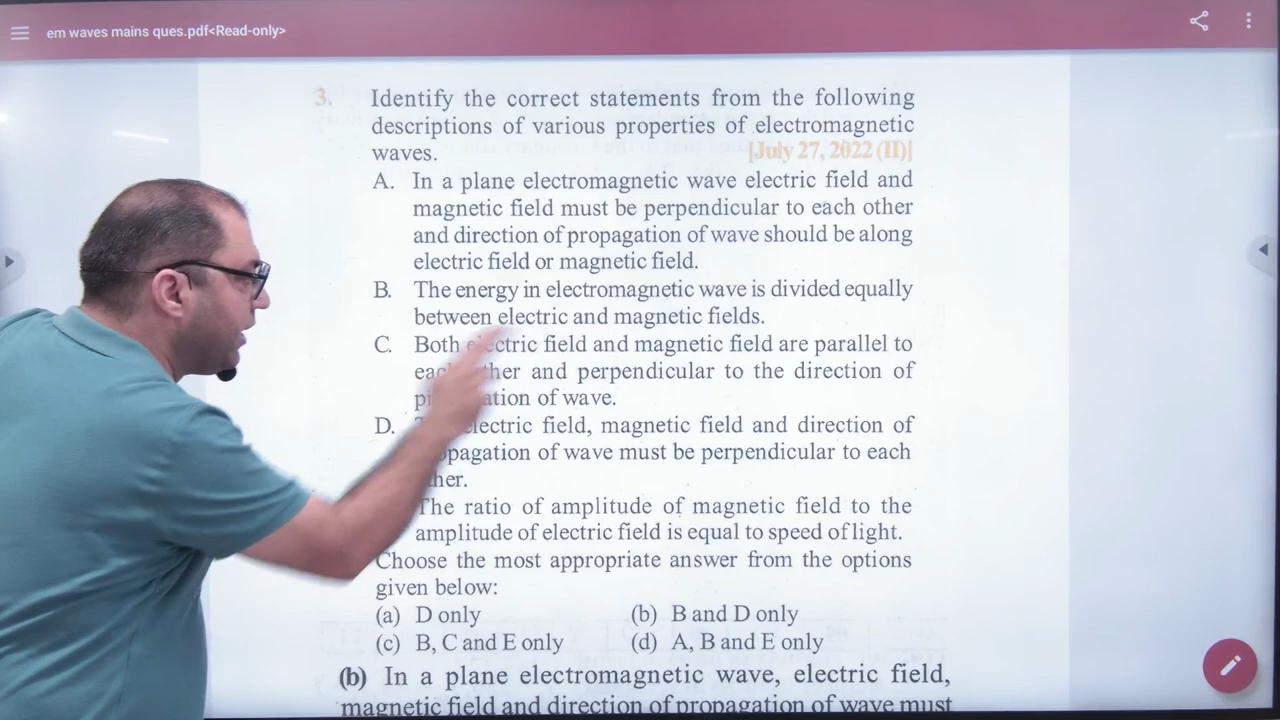 em waves mains ques.pdf<Read-only>
3. Identify the correct statements from the following
descriptions of various properties of electromagnetic
waves. [July 27, 2022 (II)]
A. In a plane electromagnetic wave electric field and
magnetic field must be perpendicular to each other
and direction of propagation of wave should be along
electric field or magnetic field.
B. The energy in electromagnetic wave is divided equally
between electric and magnetic fields.
C. Both field and magnetic field are parallel to
and perpendicular to the direction of
of wave.
D. electric field, magnetic field and direction of
of wave must be perpendicular to each
The ratio of amplitude of magnetic field to the
amplitude of electric field is equal to speed of light.
Choose the most appropriate answer from the options
given below:
(a) D only (b) B and D only
(c) B, C and E only (d) A, B and E only
(b) In a plane electromagnetic wave, electric field,
magnetic field and direction of propagation of wave must